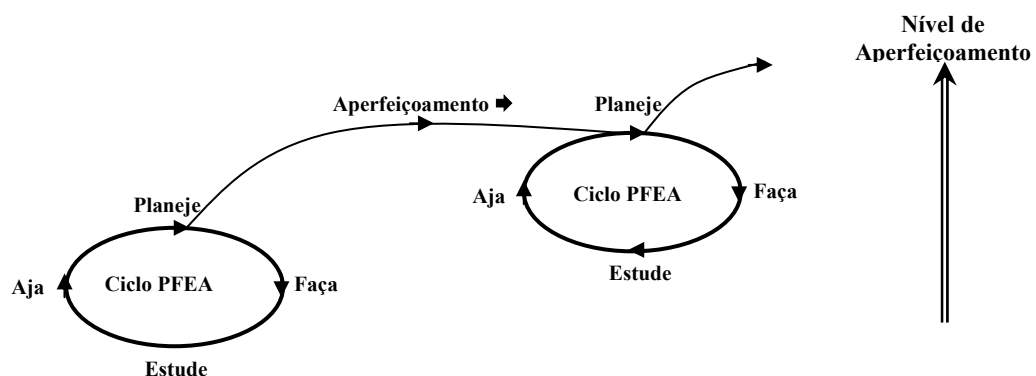 Nível de
Aperfeiçoamento
Aperfeiçoamento
Planeje
Aja
Ciclo PFEA
Faça
Estude
Planeje
Aja
Ciclo PFEA
Faça
Estude